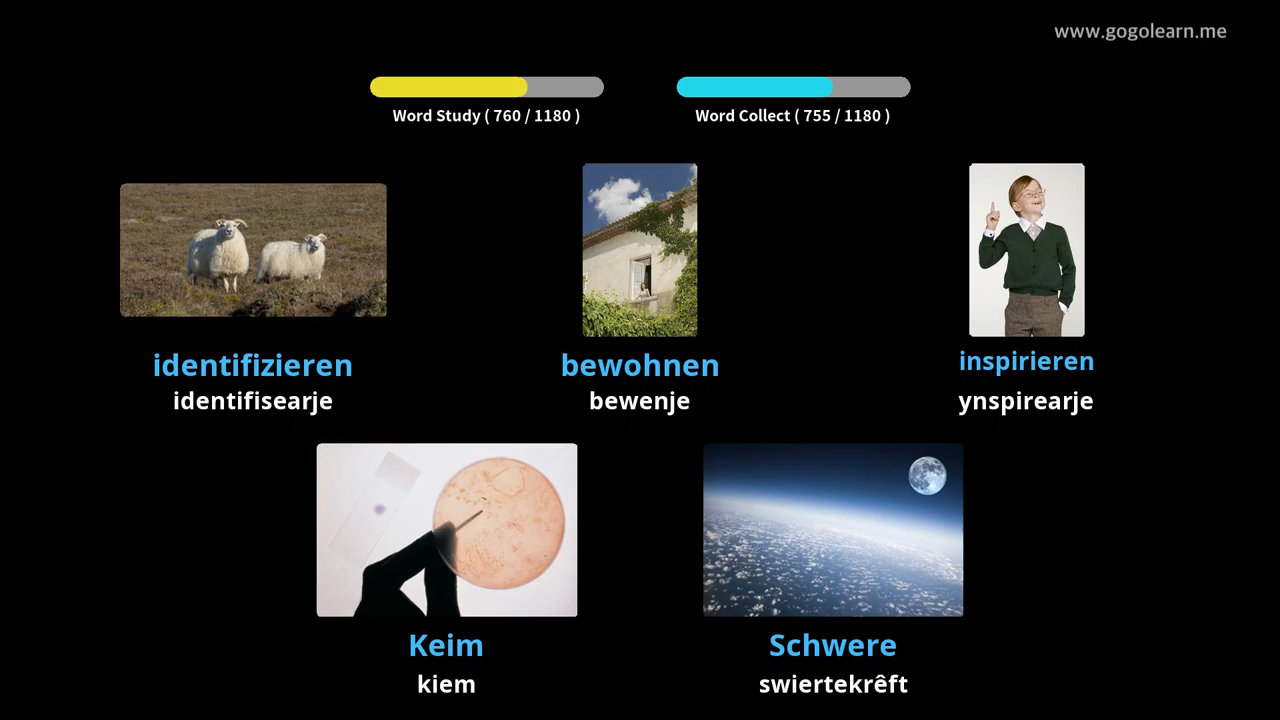 www.gogolearn.me
Word Study ( 760 / 1180 )
Word Collect ( 755 / 1180 )
identifizieren
identifisearje
bewohnen
bewenje
inspirieren
ynspirearje
Keim
kiem
Schwere
swiertekrêft